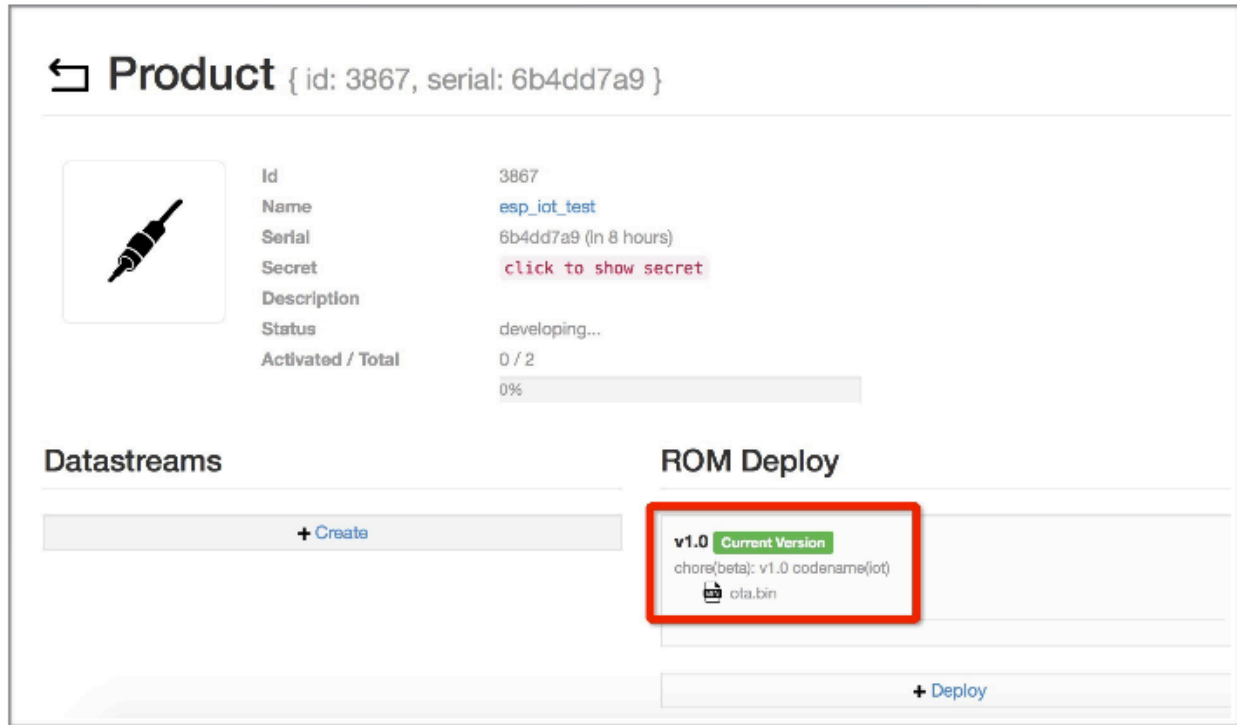 Product { id: 3867, serial: 6b4dd7a9 }
Id 3867
Name esp_iot_test
Serial 6b4dd7a9 (in 8 hours)
Secret click to show secret
Description
Status developing...
Activated / Total 0 / 2
0%
Datastreams
+ Create
ROM Deploy
v1.0 Current Version
chore(beta): v1.0 codename(iot)
ota.bin
+ Deploy